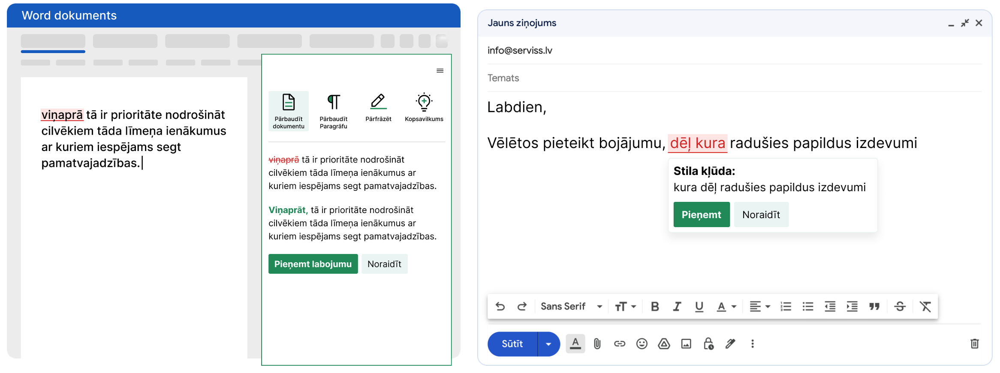 Word dokuments
viņaprā tā ir prioritāte nodrošināt
cilvēkiem tāda līmeņa ienākumus
ar kuriem iespējams segt
pamatvajadzības.
Pārbaudīt
dokumentu
Pārbaudīt
Paragrāfu
Pārfrāzēt
Kopsavilkums
viņaprā tā ir prioritāte nodrošināt
cilvēkiem tāda līmeņa ienākumus ar
kuriem iespējams segt pamatvajadzības.
Viņaprāt, tā ir prioritāte nodrošināt
cilvēkiem tāda līmeņa ienākumus ar
kuriem iespējams segt pamatvajadzības.
Pieņemt labojumu
Noraidīt
Jauns ziņojums
info@serviss.lv
Temats
Labdien,
Vēlētos pieteikt bojājumu, dēļ kura radušies papildus izdevumi
Stila kļūda:
kura dēļ radušies papildus izdevumi
Pieņemt
Noraidīt
Sans Serif
Sūtīt